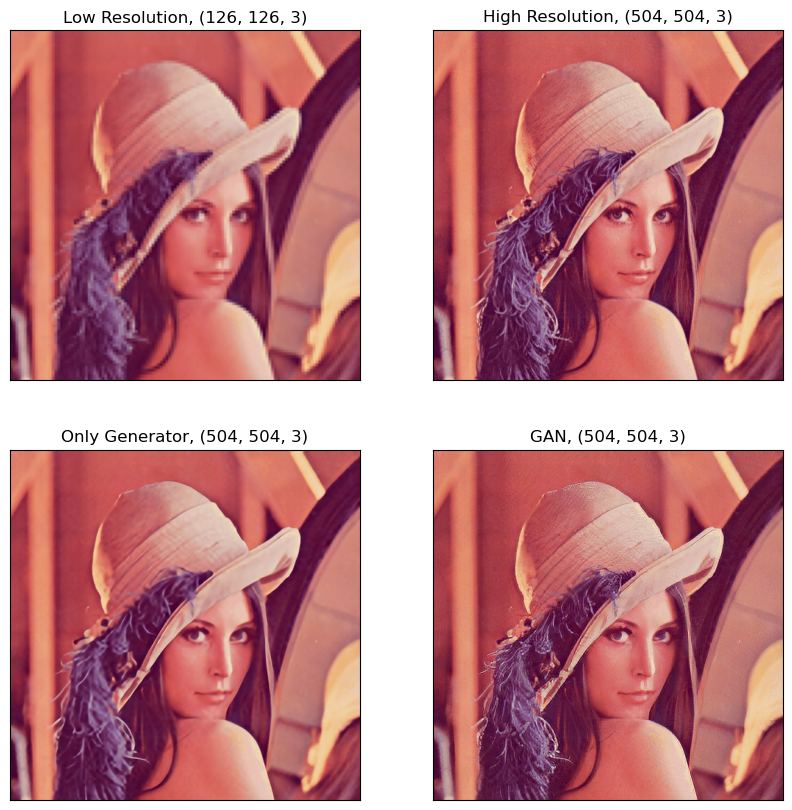 Low Resolution, (126, 126, 3)
High Resolution, (504, 504, 3)
Only Generator, (504, 504, 3)
GAN, (504, 504, 3)